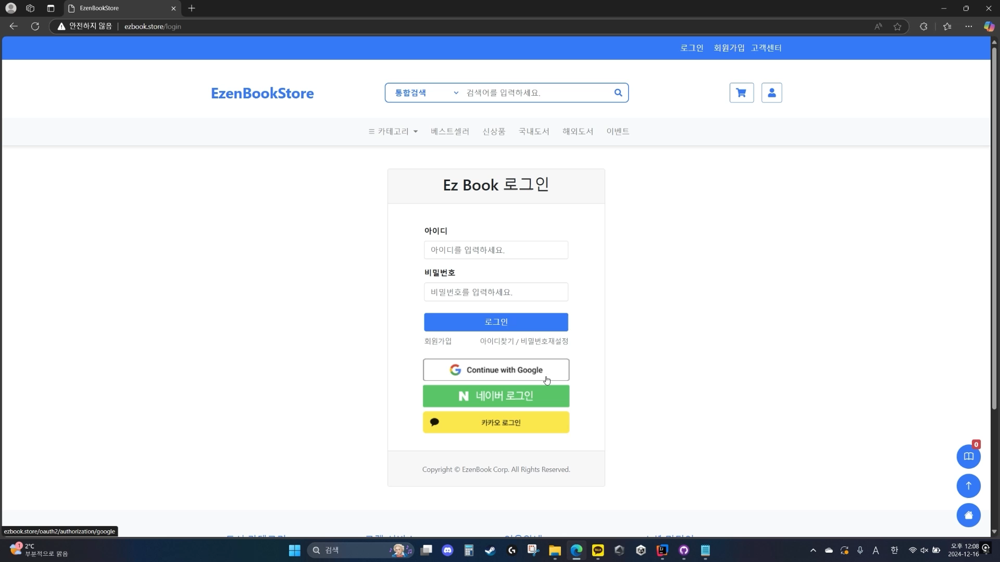 EzenBookStore
안전하지 않음 | ezbook.store/login
로그인 회원가입 고객센터
EzenBookStore
통합검색 검색어를 입력하세요.
카테고리 베스트셀러 신상품 국내도서 해외도서 이벤트
Ez Book 로그인
아이디
아이디를 입력하세요.
비밀번호
비밀번호를 입력하세요.
로그인
회원가입 아이디찾기 / 비밀번호재설정
Continue with Google
N 네이버 로그인
카카오 로그인
Copyright © EzenBook Corp. All Rights Reserved.
0
ezbook.store/oauth2/authorization/google
1 2°C
부분적으로 맑음
검색
TALK
A 한
오후 12:08
2024-12-16